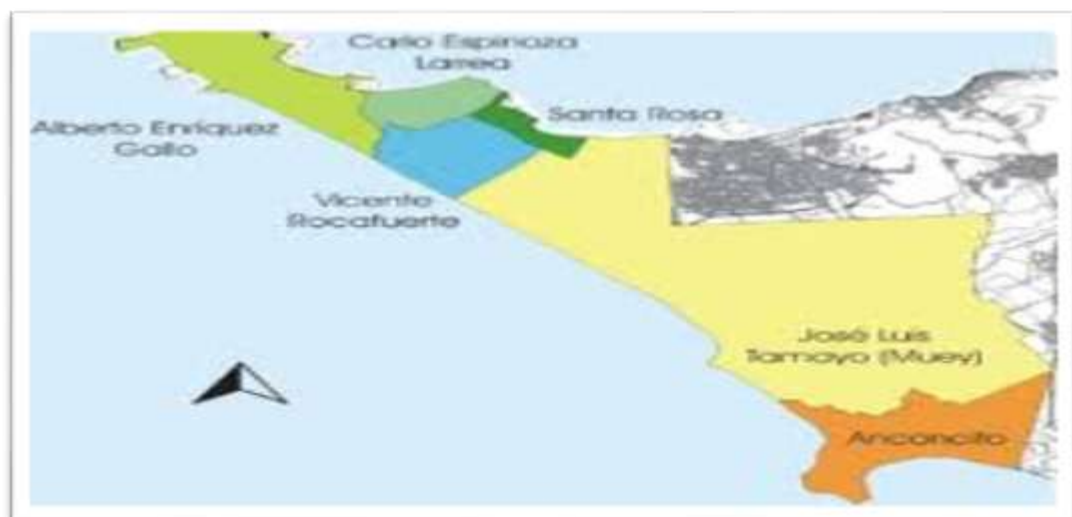 Carlo Espinoza
Larrea
Santa Rosa
Alberto Enríquez
Gallo
Vicente
Rocafuerte
José Luis
Tamayo (Muey)
Anconcito